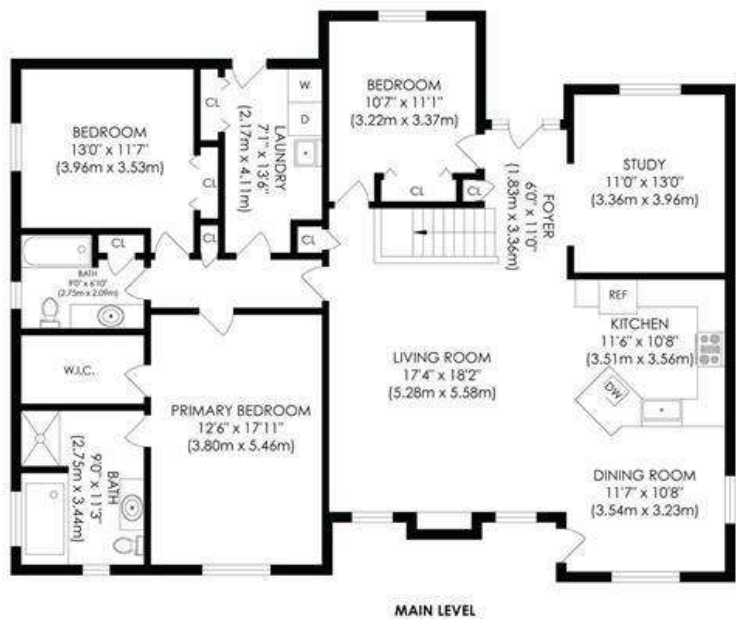 BEDROOM
13'0" x 11'7"
(3.96m x 3.53m)
CL
CL
CL
LAUNDRY
7'1" x 13'6"
(2.17m x 4.11m)
W
D
BEDROOM
10'7" x 11'1"
(3.22m x 3.37m)
CL
CL
CL
FOYER
6'0" x 11'0"
(1.83m x 3.36m)
STUDY
11'0" x 13'0"
(3.36m x 3.96m)
CL
BATH
9'0" x 6'10"
(2.75m x 2.09m)
W.I.C.
PRIMARY BEDROOM
12'6" x 17'11"
(3.80m x 5.46m)
BATH
9'0" x 11'3"
(2.75m x 3.44m)
LIVING ROOM
17'4" x 18'2"
(5.28m x 5.58m)
REF
KITCHEN
11'6" x 10'8"
(3.51m x 3.56m)
DW
DINING ROOM
11'7" x 10'8"
(3.54m x 3.23m)
MAIN LEVEL